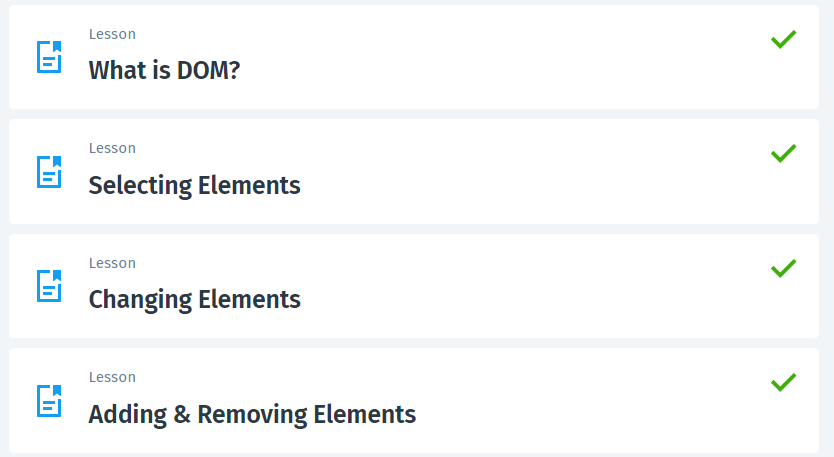 Lesson
What is DOM?
Lesson
Selecting Elements
Lesson
Changing Elements
Lesson
Adding & Removing Elements